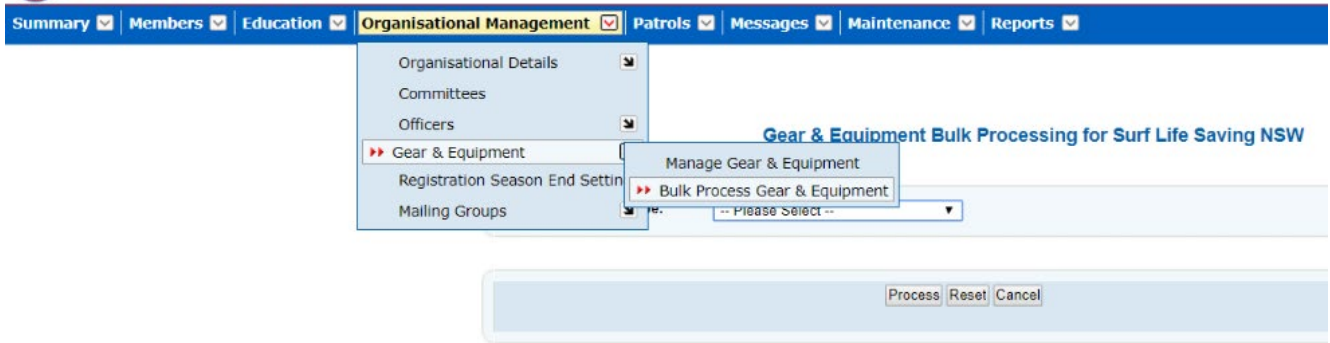 Summary Members Education Organisational Management Patrols Messages Maintenance Reports
Organisational Details
Committees
Officers
Gear & Equipment
Registration Season End Settin
Mailing Groups
Manage Gear & Equipment
Bulk Process Gear & Equipment
Gear & Equipment Bulk Processing for Surf Life Saving NSW
-- Please Select --
Process Reset Cancel